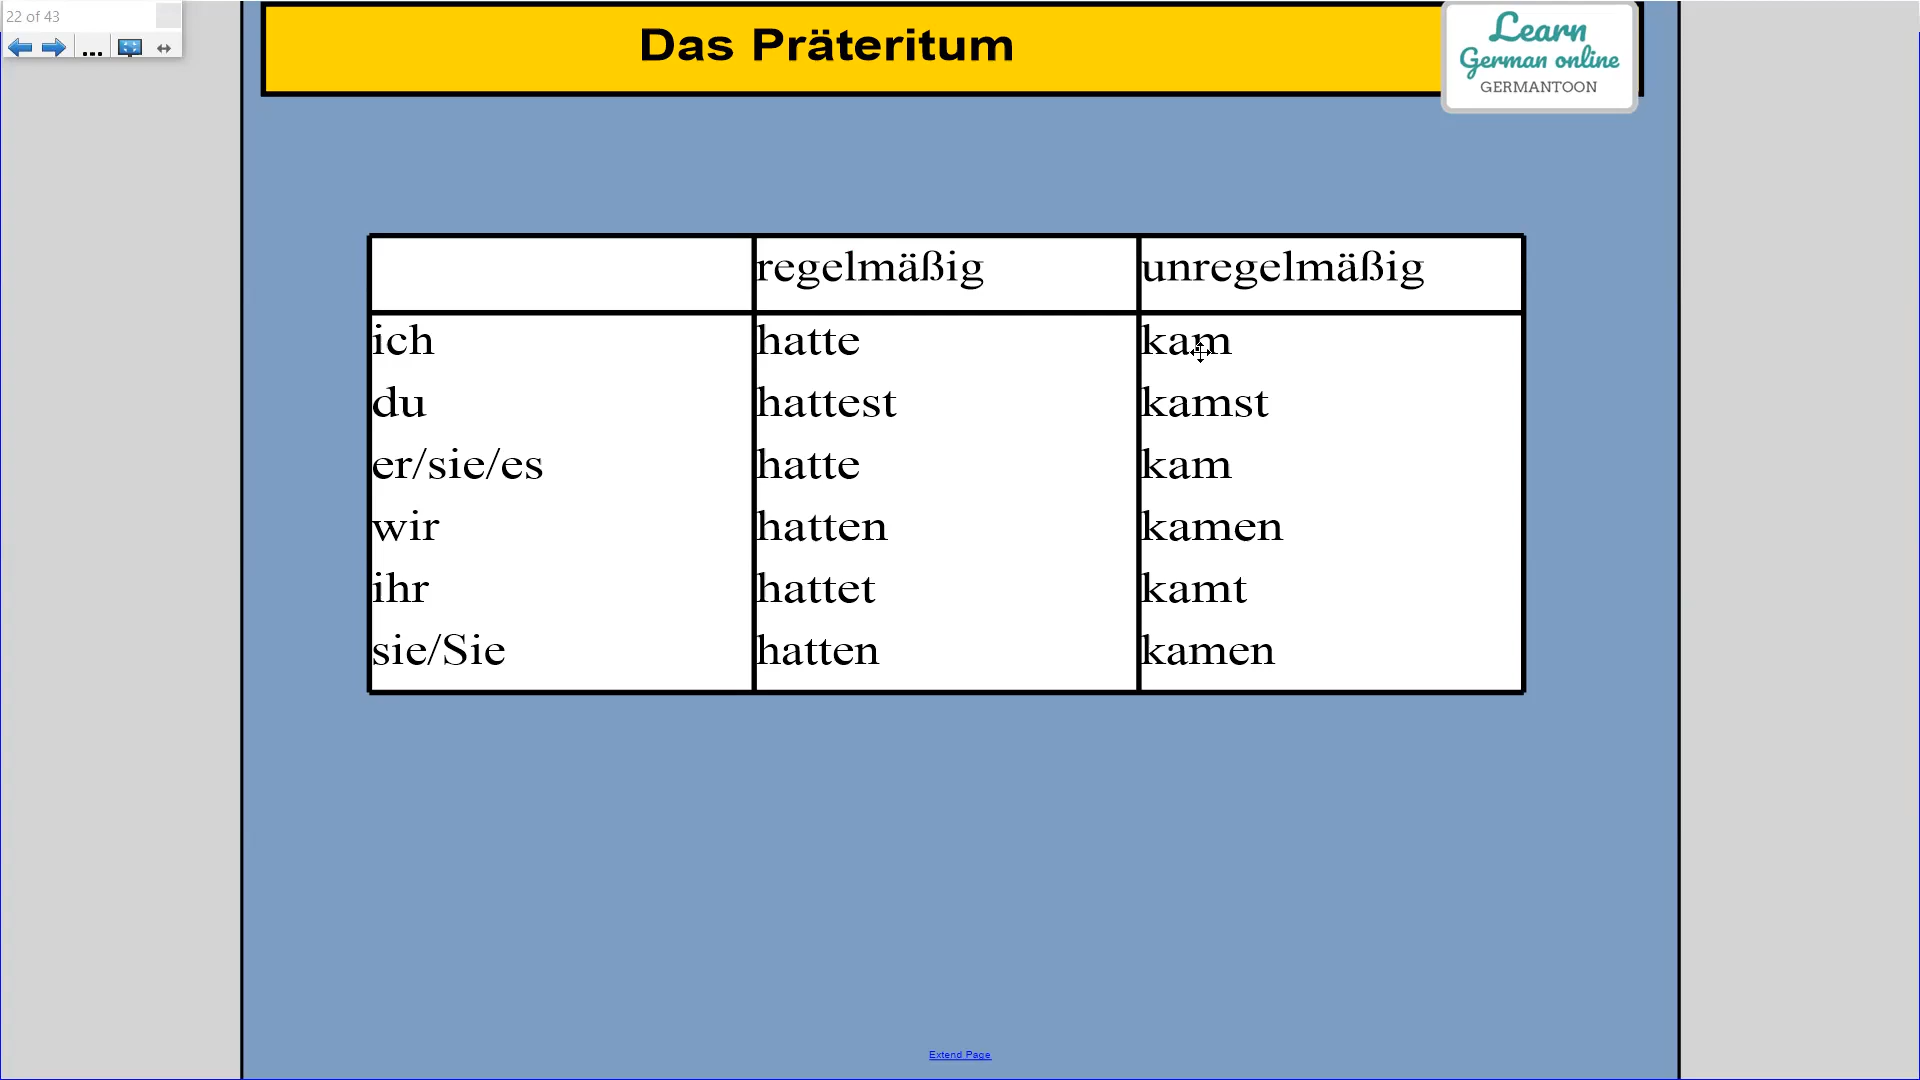 22 of 43
Das Präteritum
Learn
German online
GERMANTOON
regelmäßig unregelmäßig
ich hatte kam
du hattest kamst
er/sie/es hatte kam
wir hatten kamen
ihr hattet kamt
sie/Sie hatten kamen
Extend Page